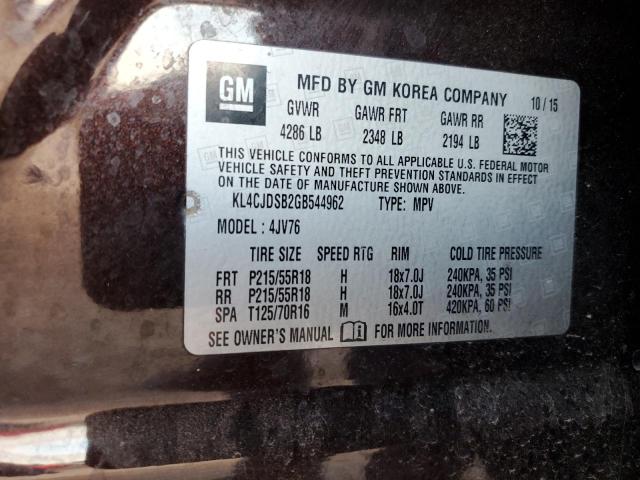 GM MFD BY GM KOREA COMPANY 10 / 15
GVWR GAWR FRT GAWR RR
4286 LB 2348 LB 2194 LB
THIS VEHICLE CONFORMS TO ALL APPLICABLE U.S. FEDERAL MOTOR
VEHICLE SAFETY AND THEFT PREVENTION STANDARDS IN EFFECT
ON THE DATE OF MANUFACTURE SHOWN ABOVE.
KL4CJDSB2GB544962 TYPE: MPV
MODEL : 4JV76
TIRE SIZE SPEED RTG RIM COLD TIRE PRESSURE
FRT P215/55R18 H 18x7.0J 240KPA, 35 PSI
RR P215/55R18 H 18x7.0J 240KPA, 35 PSI
SPA T125/70R16 M 16x4.0T 420KPA, 60 PSI
SEE OWNER'S MANUAL FOR MORE INFORMATION.